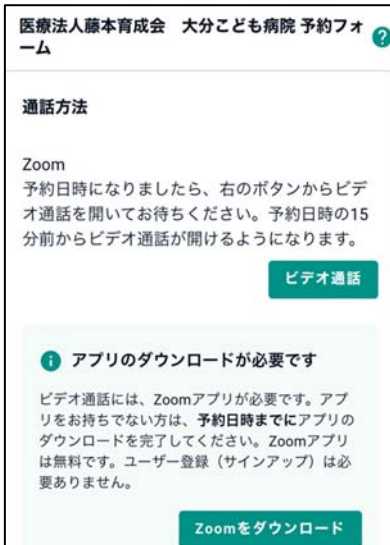 医療法人藤本育成会　大分こども病院 予約フォ
ーム
通話方法
Zoom
予約日時になりましたら、右のボタンからビデ
オ通話を開いてお待ちください。予約日時の15
分前からビデオ通話が開けるようになります。
ビデオ通話
アプリのダウンロードが必要です
ビデオ通話には、Zoomアプリが必要です。アプ
リをお持ちでない方は、予約日時までにアプリの
ダウンロードを完了してください。Zoomアプリ
は無料です。ユーザー登録（サインアップ）は必
要ありません。
Zoomをダウンロード